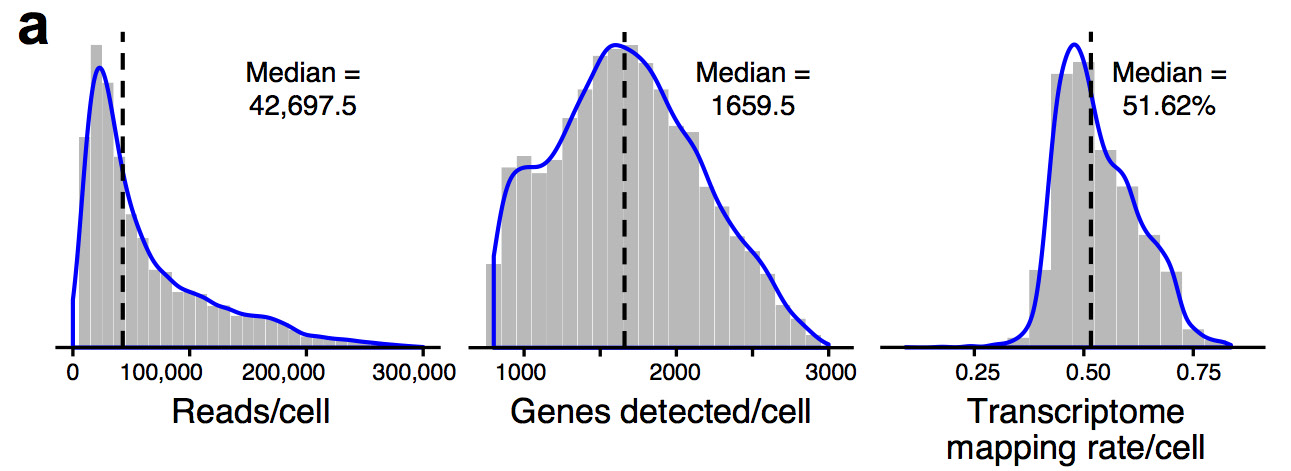 a
Median =
42,697.5
0 100,000 200,000 300,000
Reads/cell
Median =
1659.5
1000 2000 3000
Genes detected/cell
Median =
51.62%
0.25 0.50 0.75
Transcriptome
mapping rate/cell